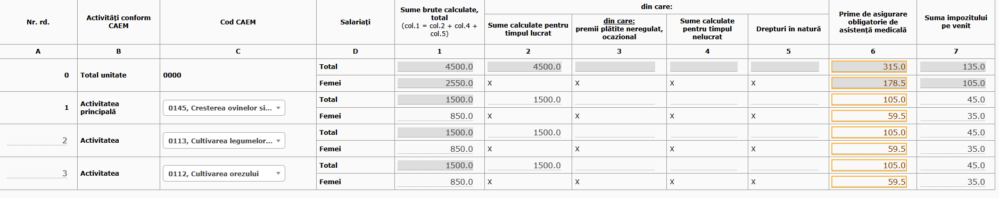 Nr. rd.
Activități conform CAEM
Cod CAEM
Salariați
Sume brute calculate, total
(col.1 = col.2 + col.4 + col.5)
din care:
Sume calculate pentru timpul lucrat
din care:
premii plătite neregulat, ocazional
Sume calculate pentru timpul nelucrat
Drepturi în natură
Prime de asigurare obligatorie de asistență medicală
Suma impozitului pe venit
A B C D 1 2 3 4 5 6 7
0 Total unitate 0000
Total 4500.0 4500.0 315.0 135.0
Femei 2550.0 X X X X 178.5 105.0
1 Activitatea principală 0145, Cresterea ovinelor si...
Total 1500.0 1500.0 105.0 45.0
Femei 850.0 X X X X 59.5 35.0
2 Activitatea 0113, Cultivarea legumelor...
Total 1500.0 1500.0 105.0 45.0
Femei 850.0 X X X X 59.5 35.0
3 Activitatea 0112, Cultivarea orezului
Total 1500.0 1500.0 105.0 45.0
Femei 850.0 X X X X 59.5 35.0